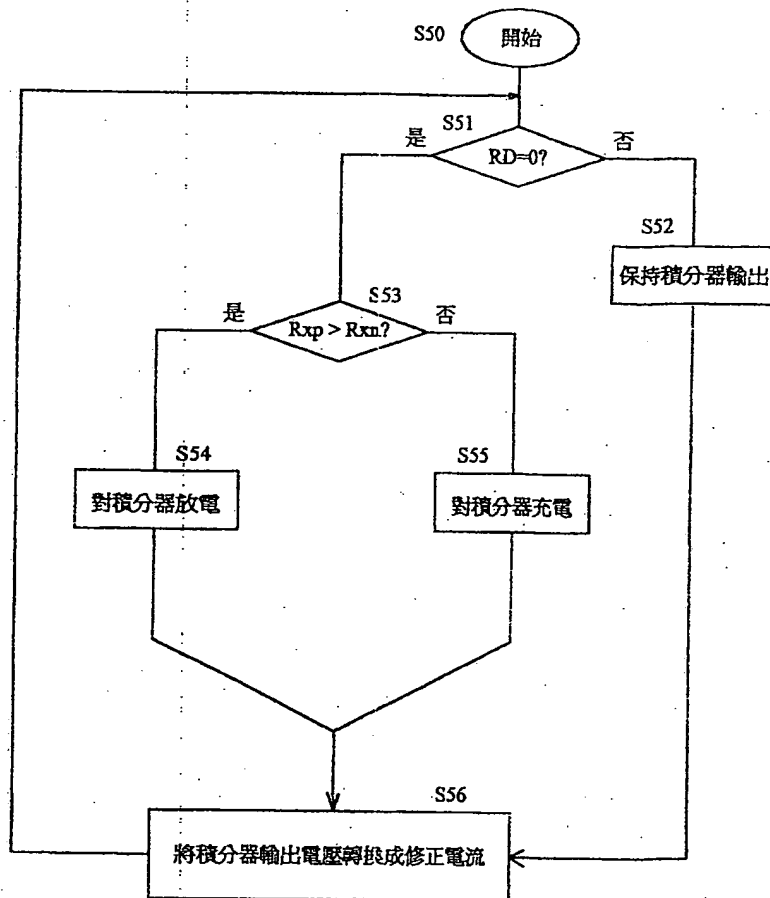 S50
開始
S51
是
RD=0?
否
S52
保持積分器輸出
S53
是
Rxp > Rxn?
否
S54
對積分器放電
S55
對積分器充電
S56
將積分器輸出電壓轉換成修正電流